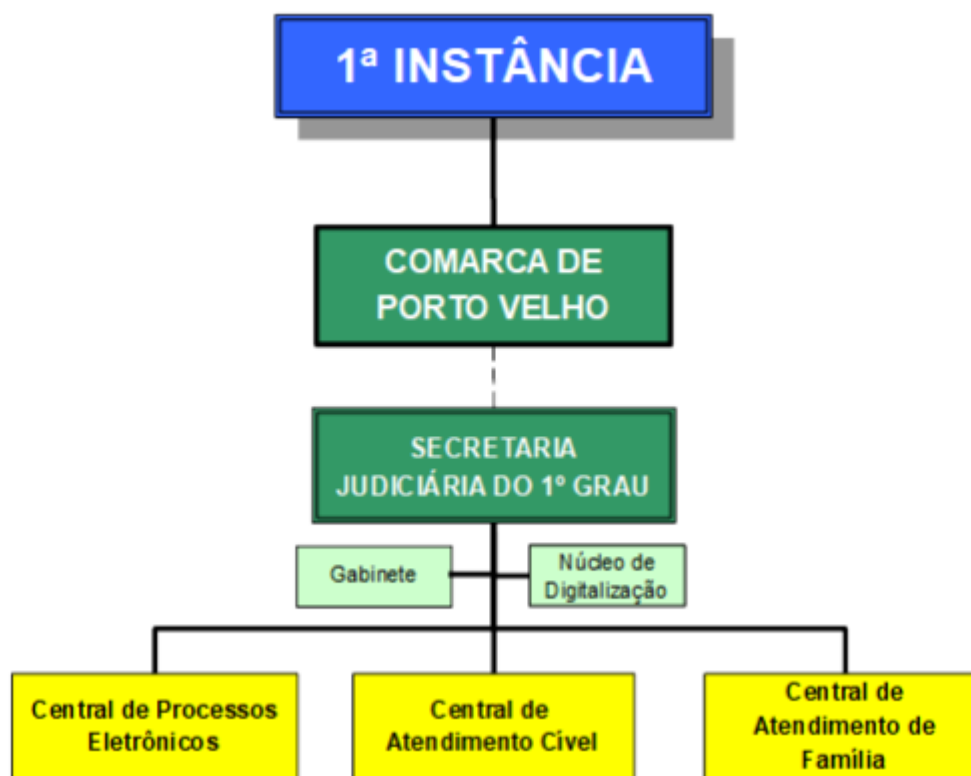 1ª INSTÂNCIA
COMARCA DE
PORTO VELHO
SECRETARIA
JUDICIÁRIA DO 1º GRAU
Gabinete
Núcleo de
Digitalização
Central de Processos
Eletrônicos
Central de
Atendimento Cível
Central de
Atendimento de
Família